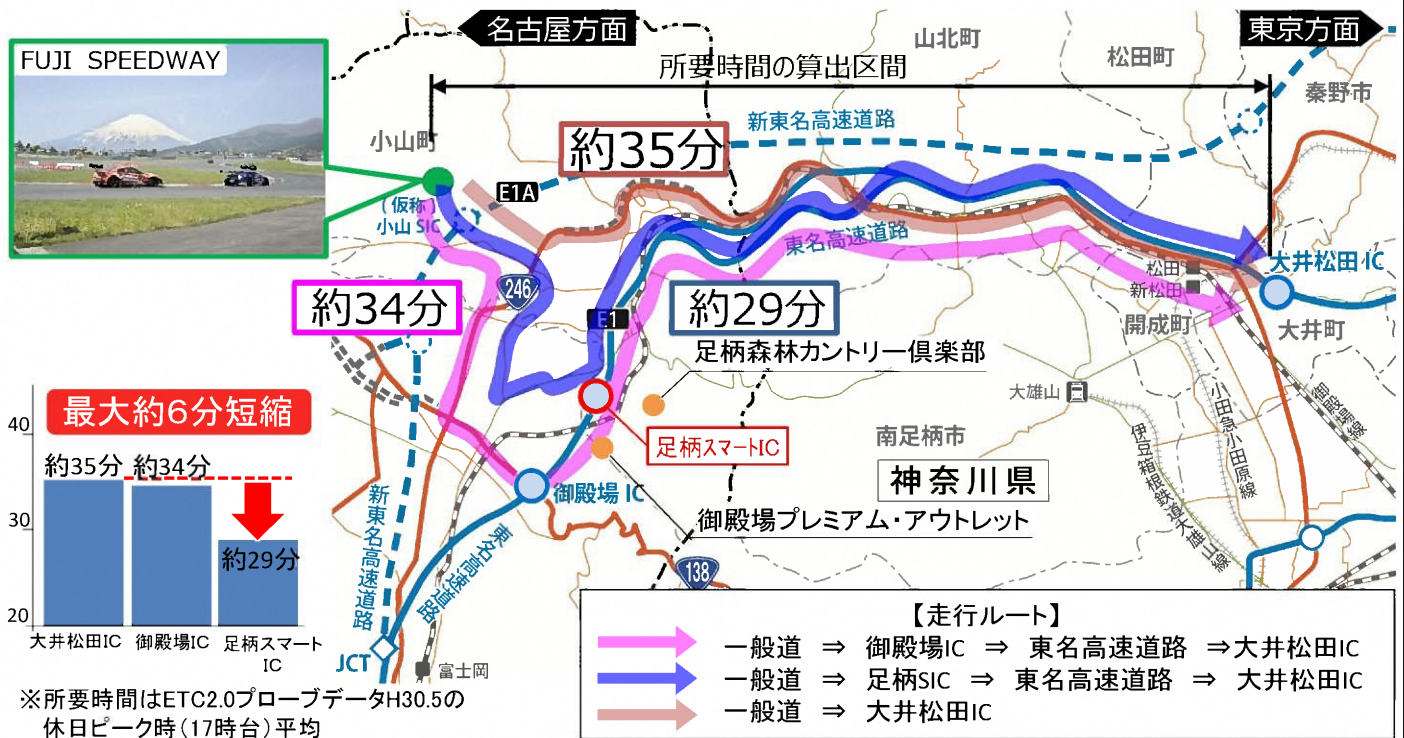 名古屋方面
東京方面
FUJI SPEEDWAY
山北町
松田町
秦野市
所要時間の算出区間
小山町
新東名高速道路
約35分
E1A
(仮称)
小山 SIC
東名高速道路
246
約34分
約29分
E1
大井松田 IC
松田
新松田
開成町
大井町
足柄森林カントリー倶楽部
大雄山
御殿場線
小田急小田原線
伊豆箱根鉄道大雄山線
南足柄市
足柄スマートIC
神奈川県
御殿場 IC
御殿場プレミアム・アウトレット
新東名高速道路
東名高速道路
138
JCT
富士岡
最大約6分短縮
40
約35分
約34分
30
約29分
20
大井松田IC
御殿場IC
足柄スマート
IC
※所要時間はETC2.0プローブデータH30.5の
休日ピーク時(17時台)平均
【走行ルート】
一般道 ⇒ 御殿場IC ⇒ 東名高速道路 ⇒大井松田IC
一般道 ⇒ 足柄SIC ⇒ 東名高速道路 ⇒ 大井松田IC
一般道 ⇒ 大井松田IC